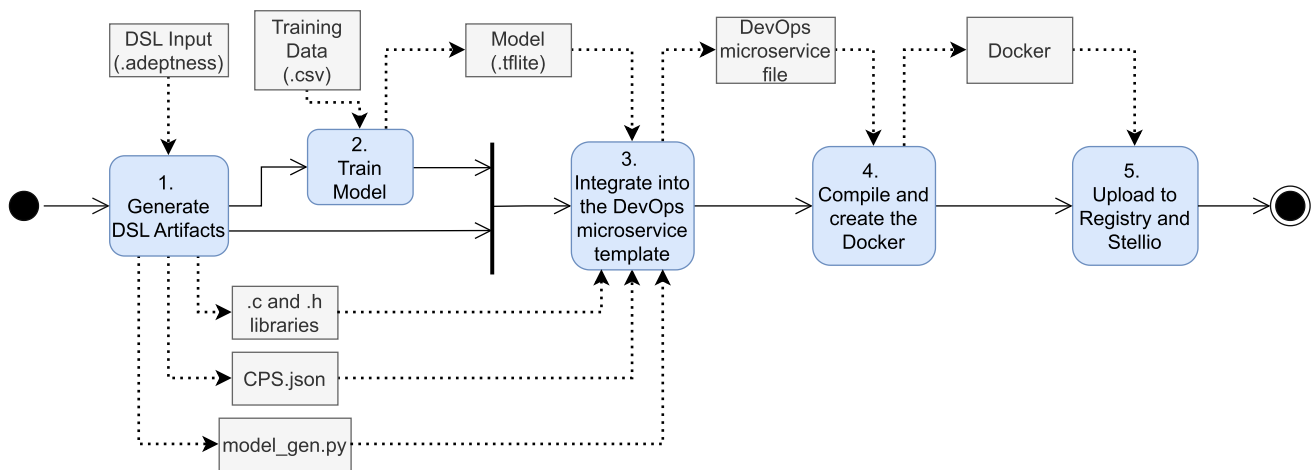 DSL Input
(.adeptness)
Training
Data
(.csv)
Model
(.tflite)
DevOps
microservice
file
Docker
1.
Generate
DSL Artifacts
2.
Train
Model
3.
Integrate into
the DevOps
microservice
template
4.
Compile and
create the
Docker
5.
Upload to
Registry and
Stellio
.c and .h
libraries
CPS.json
model_gen.py